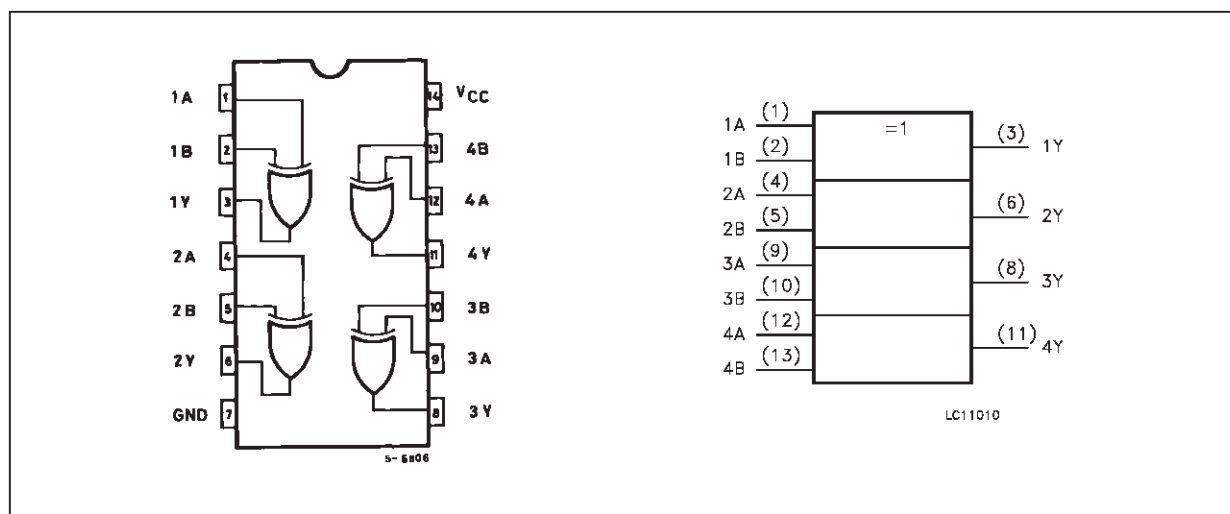 1A 1 14 VCC
1B 2 13 4B
1Y 3 12 4A
2A 4 11 4Y
2B 5 10 3B
2Y 6 9 3A
GND 7 8 3Y
S-6806
=1
1A (1)
1B (2)
(3) 1Y
2A (4)
2B (5)
(6) 2Y
3A (9)
3B (10)
(8) 3Y
4A (12)
4B (13)
(11) 4Y
LC11010